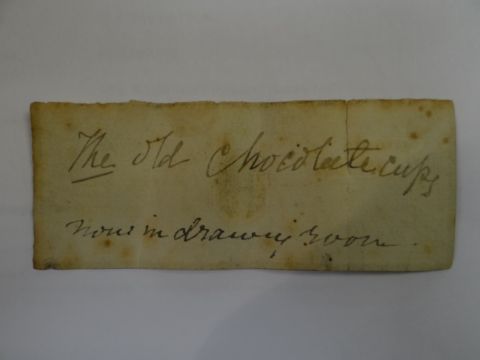 The old Chocolate cups
now in drawing room.